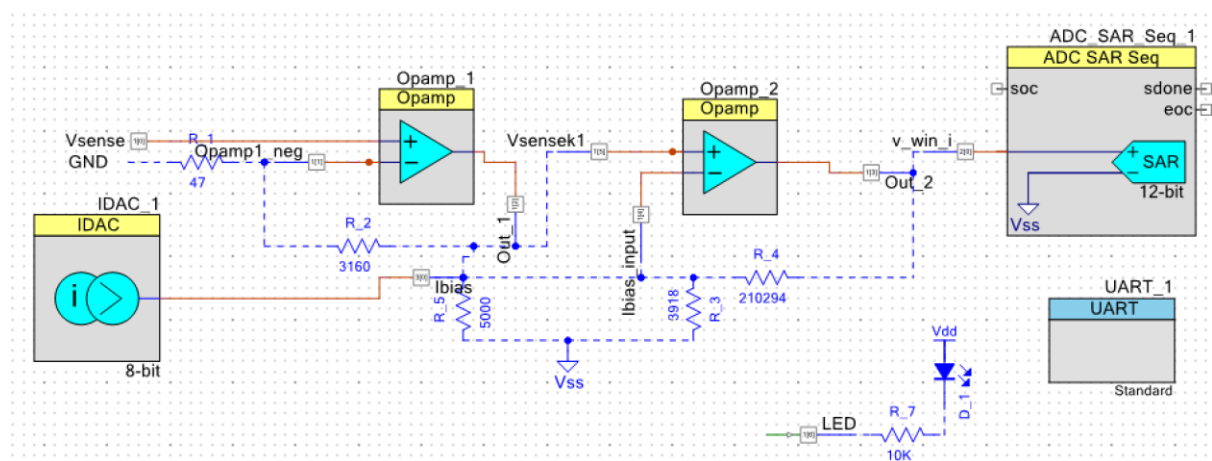 ADC_SAR_Seq_1
ADC SAR Seq
soc
sdone
eoc
SAR
12-bit
Vss
Opamp_1
Opamp
Opamp_2
Opamp
Vsense
R_1
GND
Opamp1_neg
47
Vsensek1
v_win_i
Out_2
IDAC_1
IDAC
i
8-bit
R_2
3160
Out_1
Ibias
R_5
5000
Ibias_input
3918
R_3
R_4
210294
Vss
UART_1
UART
Standard
Vdd
D_1
LED
R_7
10K